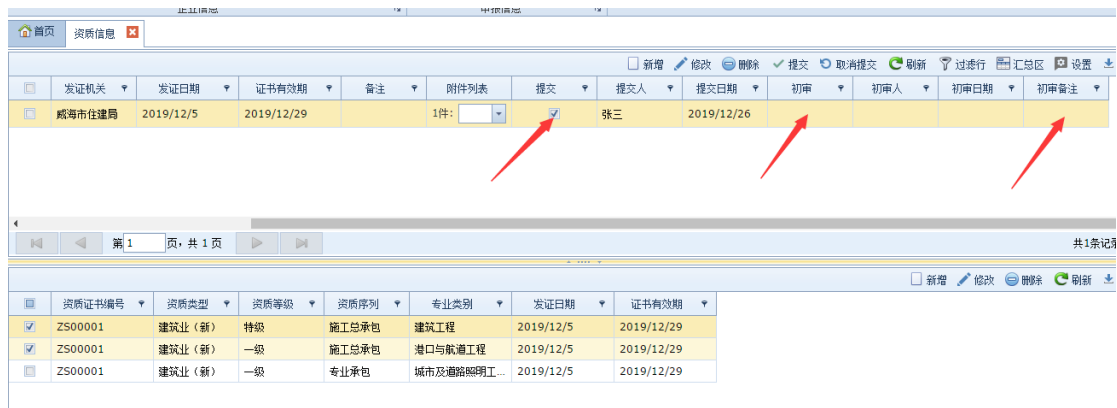 企业信息 申报信息
首页 资质信息
新增 修改 删除 提交 取消提交 刷新 过滤行 汇总区 设置
发证机关 发证日期 证书有效期 备注 附件列表 提交 提交人 提交日期 初审 初审人 初审日期 初审备注
威海市住建局 2019/12/5 2019/12/29 1件: 张三 2019/12/26
第 1 页，共 1 页 共1条记录
新增 修改 删除 刷新
资质证书编号 资质类型 资质等级 资质序列 专业类别 发证日期 证书有效期
ZS00001 建筑业（新） 特级 施工总承包 建筑工程 2019/12/5 2019/12/29
ZS00001 建筑业（新） 一级 施工总承包 港口与航道工程 2019/12/5 2019/12/29
ZS00001 建筑业（新） 一级 专业承包 城市及道路照明工... 2019/12/5 2019/12/29